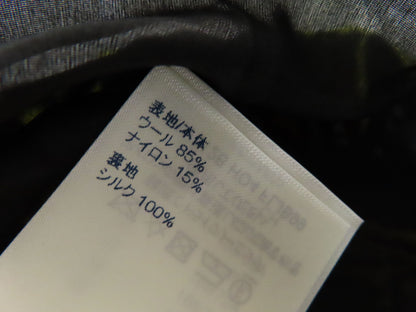 表地/本体
ウール 85%
ナイロン 15%
裏地
シルク 100%